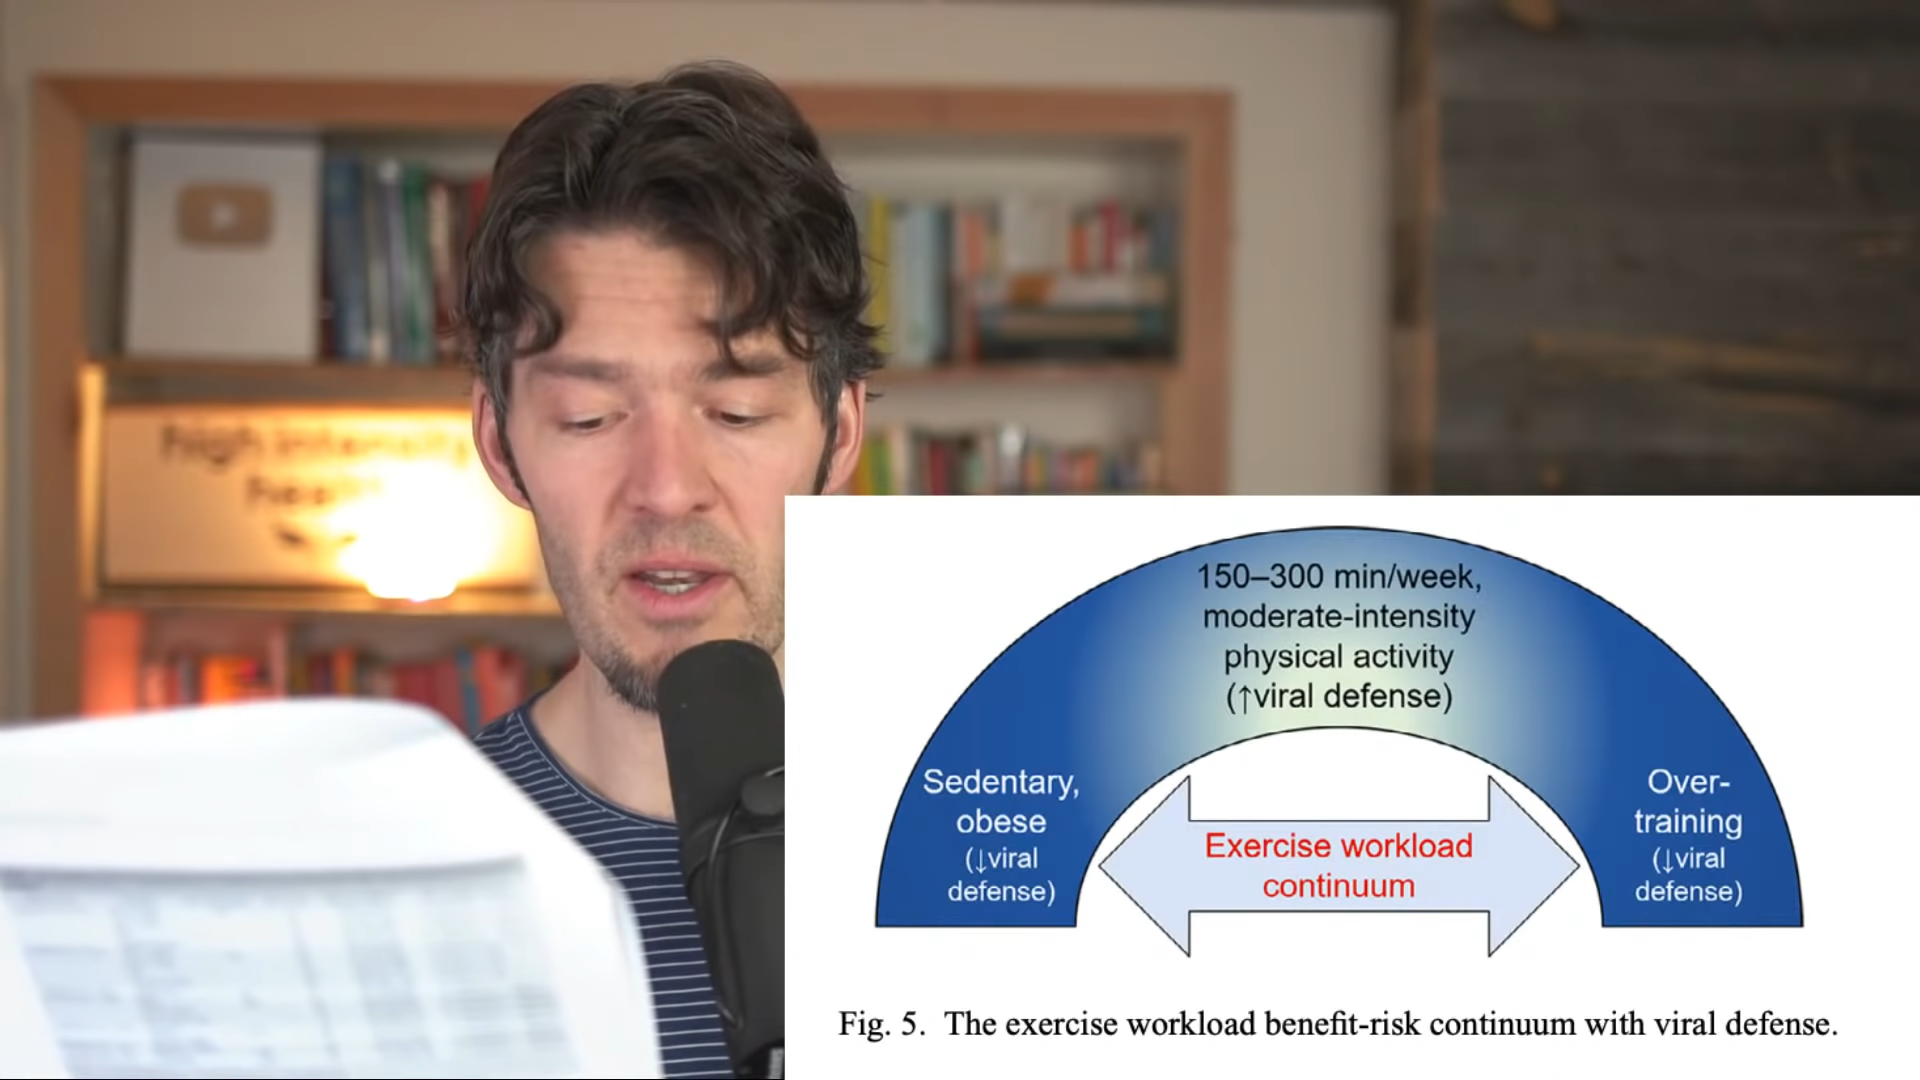 high intensity
health
150–300 min/week,
moderate-intensity
physical activity
(↑viral defense)
Sedentary,
obese
(↓viral
defense)
Exercise workload
continuum
Over-
training
(↓viral
defense)
Fig. 5. The exercise workload benefit-risk continuum with viral defense.